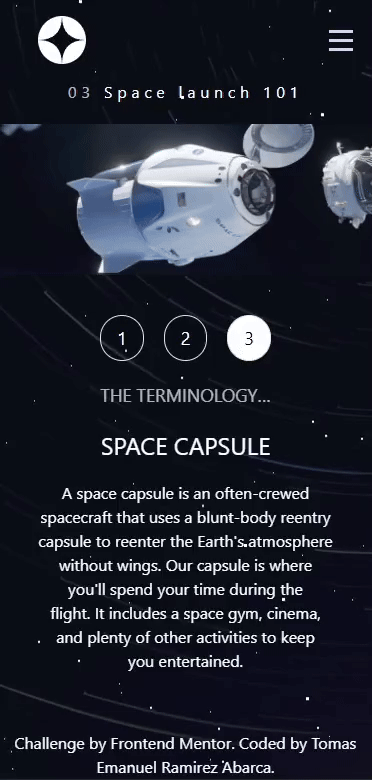 03 Space launch 101
1 2 3
THE TERMINOLOGY...
SPACE CAPSULE
A space capsule is an often-crewed
spacecraft that uses a blunt-body reentry
capsule to reenter the Earth's atmosphere
without wings. Our capsule is where
you'll spend your time during the
flight. It includes a space gym, cinema,
and plenty of other activities to keep
you entertained.
Challenge by Frontend Mentor. Coded by Tomas
Emanuel Ramirez Abarca.